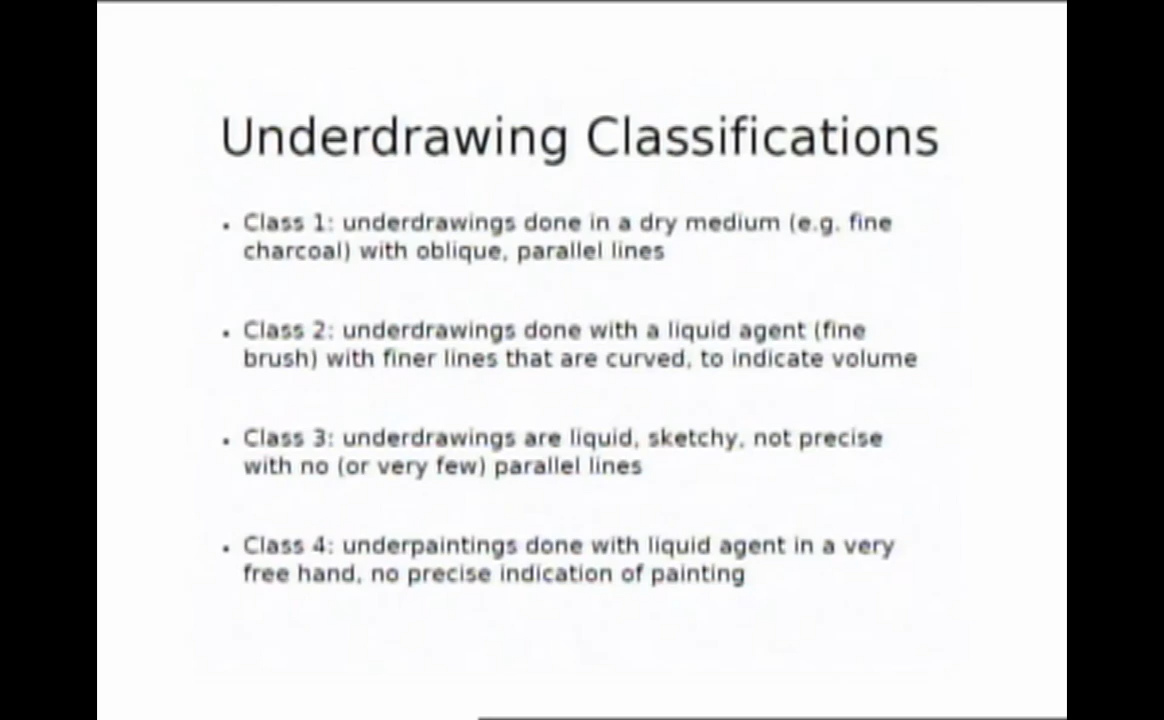 Underdrawing Classifications
• Class 1: underdrawings done in a dry medium (e.g. fine
charcoal) with oblique, parallel lines
• Class 2: underdrawings done with a liquid agent (fine
brush) with finer lines that are curved, to indicate volume
• Class 3: underdrawings are liquid, sketchy, not precise
with no (or very few) parallel lines
• Class 4: underpaintings done with liquid agent in a very
free hand, no precise indication of painting